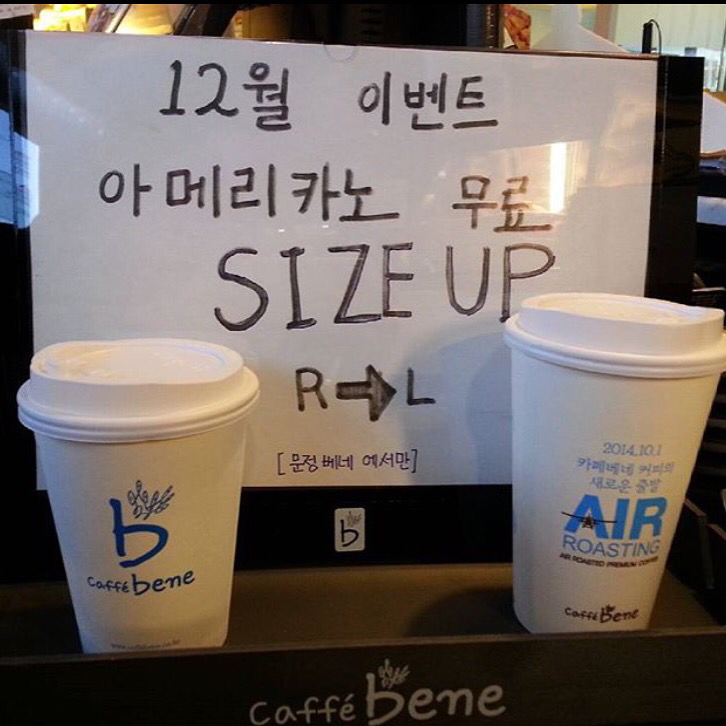 12월 이벤트
아메리카노 무료
SIZE UP
R → L
[문정 베네 에서만]
b
caffé bene
2014.10.1
카페베네 커피의
새로운 출발
AIR
ROASTING
AIR ROASTED PREMIUM COFFEE
caffé bene
b
caffé bene